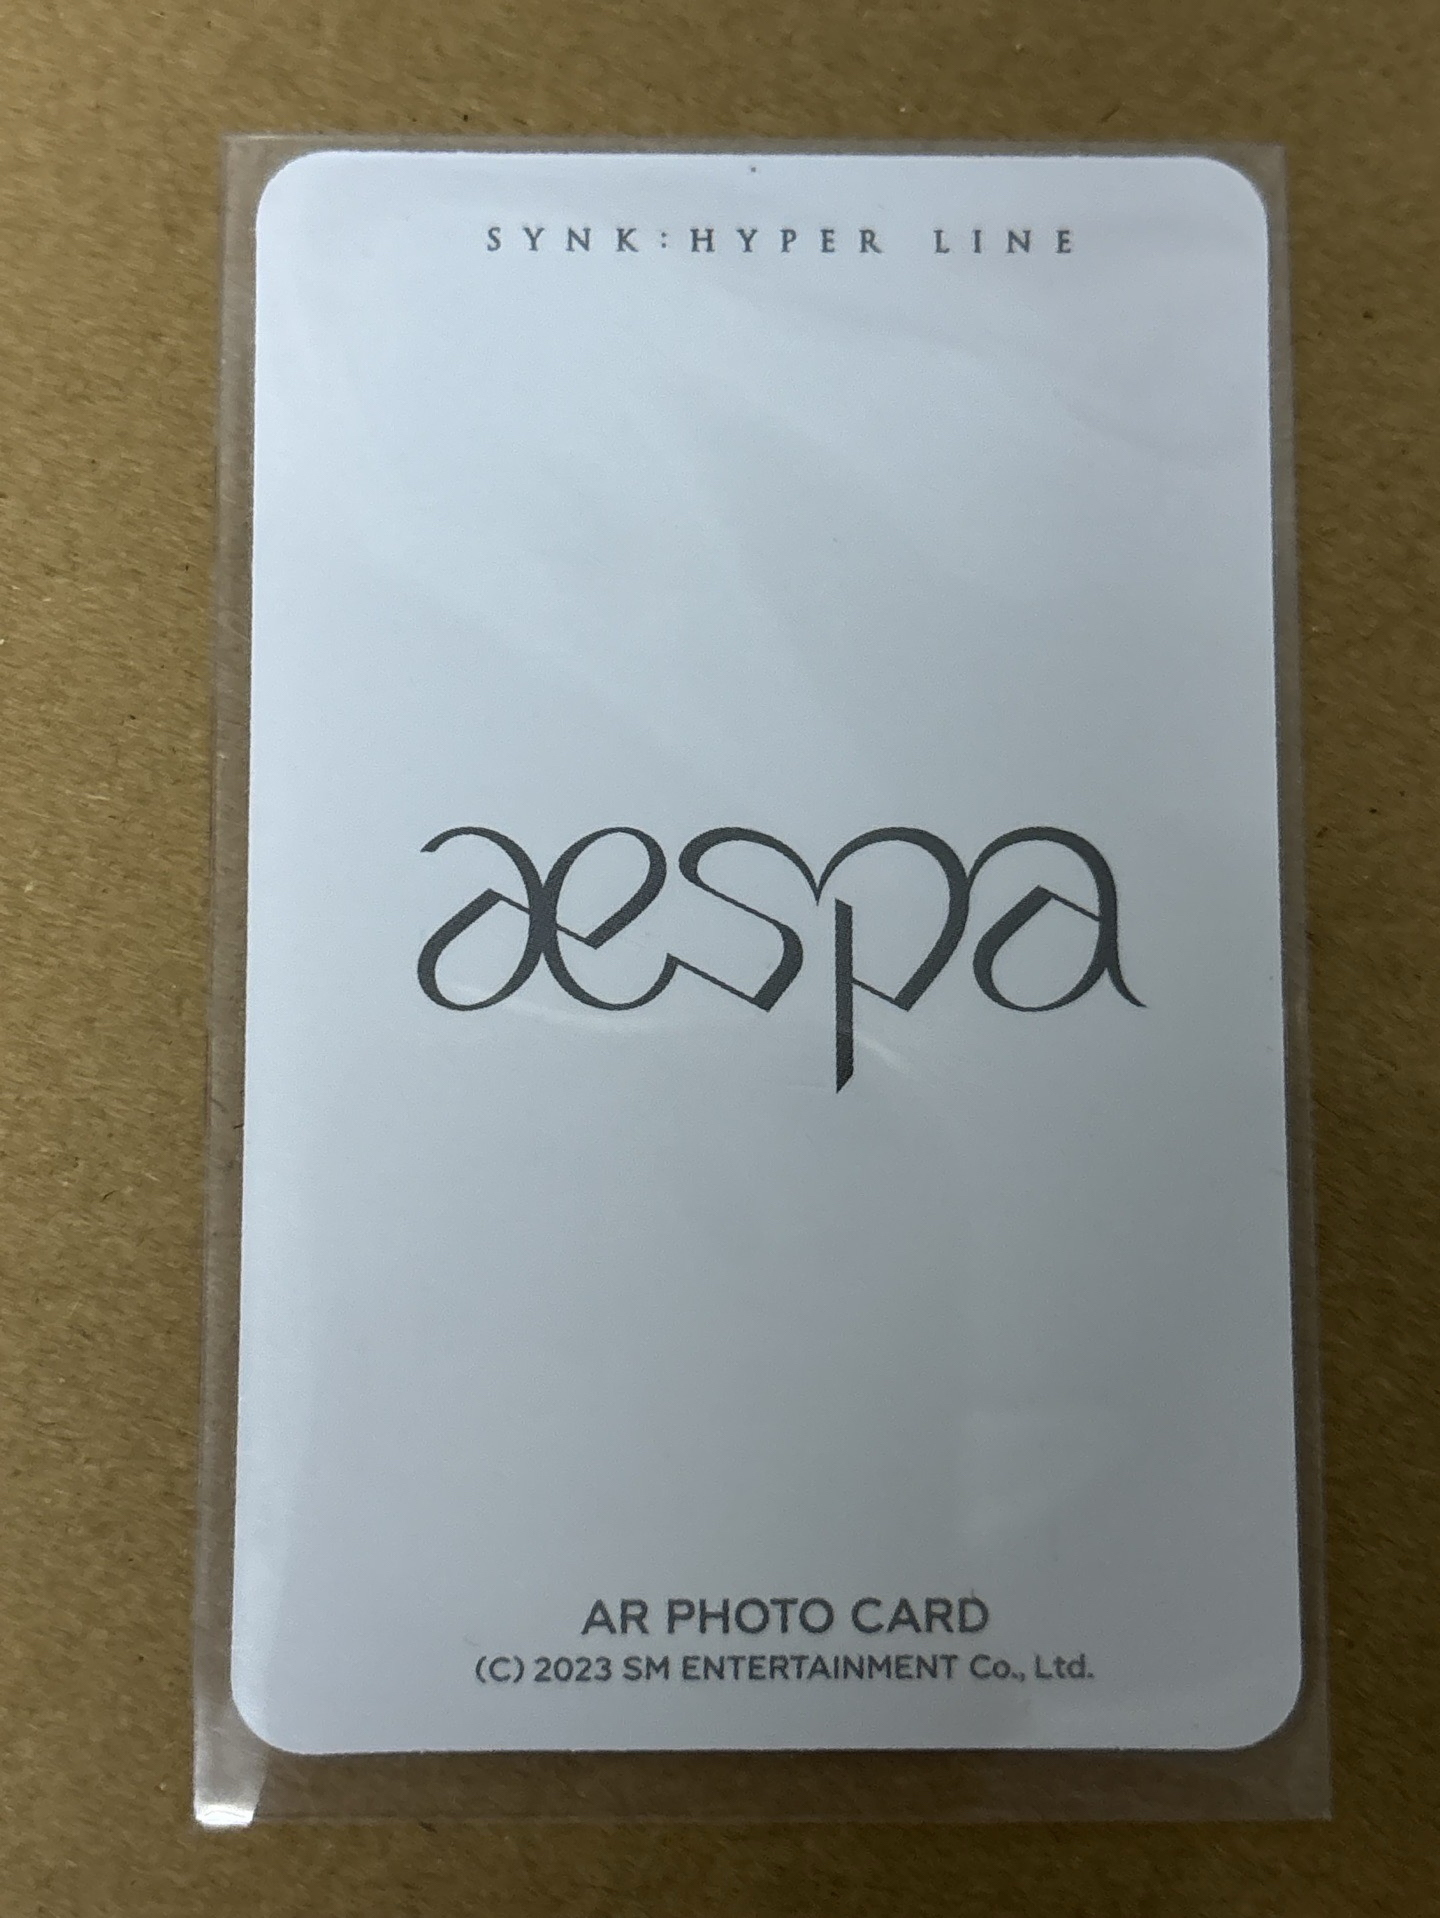 SYNK:HYPER LINE
aespa
AR PHOTO CARD
(C) 2023 SM ENTERTAINMENT Co., Ltd.